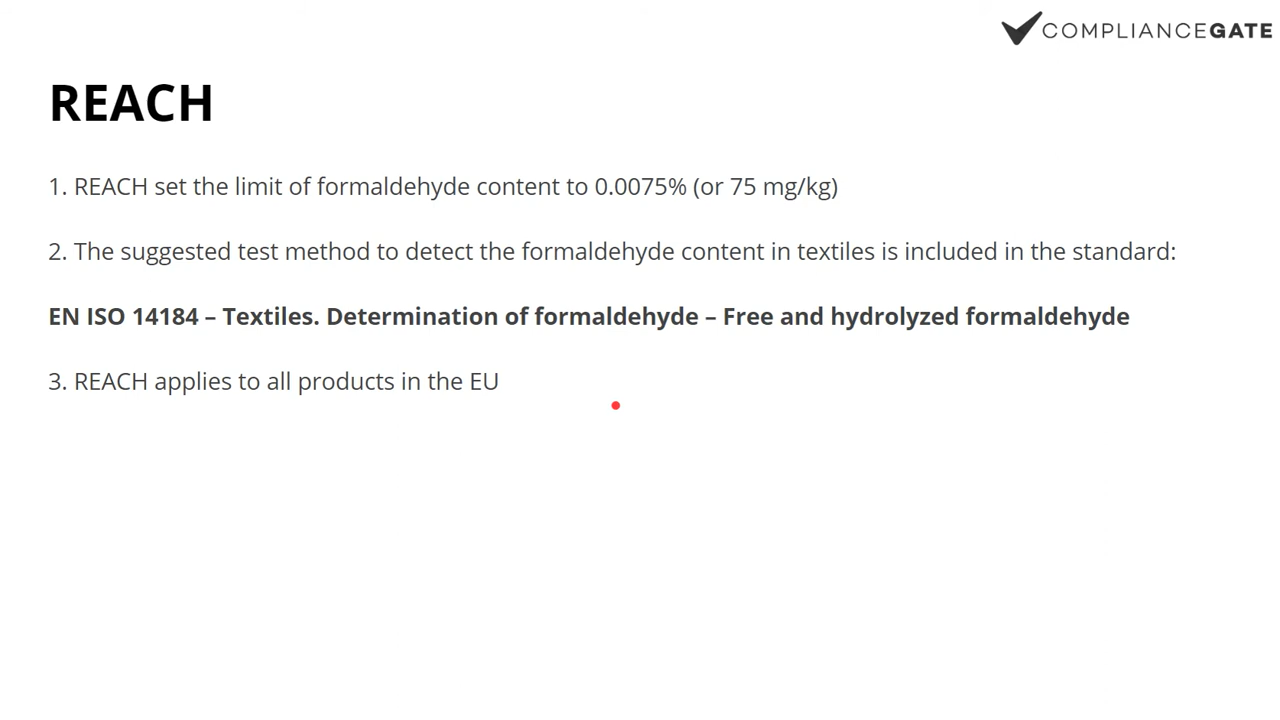 COMPLIANCEGATE
REACH
1. REACH set the limit of formaldehyde content to 0.0075% (or 75 mg/kg)
2. The suggested test method to detect the formaldehyde content in textiles is included in the standard:
EN ISO 14184 – Textiles. Determination of formaldehyde – Free and hydrolyzed formaldehyde
3. REACH applies to all products in the EU